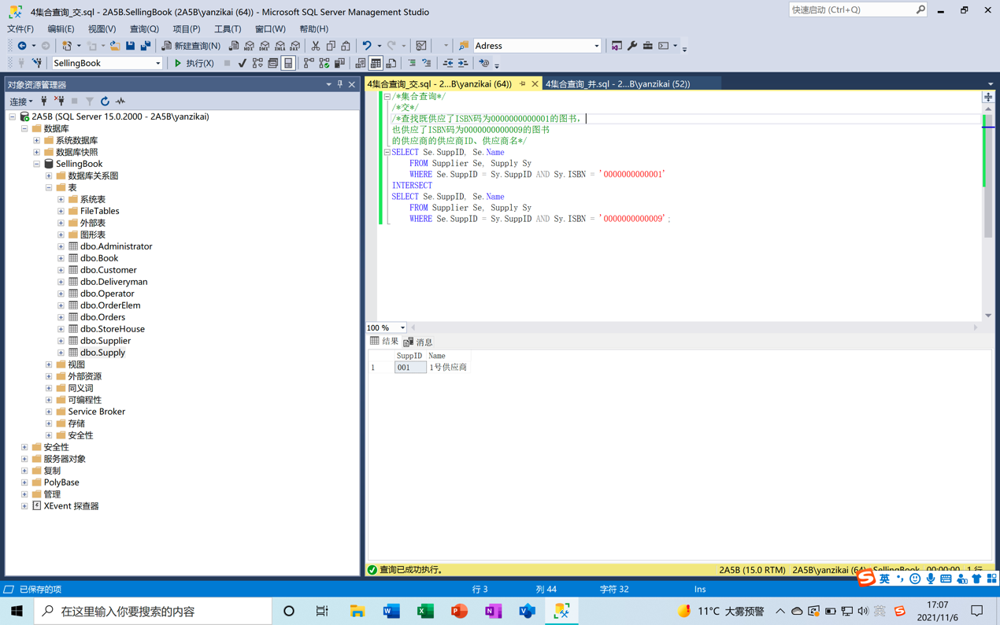 4集合查询_交.sql - 2A5B.SellingBook (2A5B\yanzikai (64)) - Microsoft SQL Server Management Studio
快速启动 (Ctrl+Q)
文件(F) 编辑(E) 视图(V) 查询(Q) 项目(P) 工具(T) 窗口(W) 帮助(H)
新建查询(N) Adress
SellingBook 执行(X)
对象资源管理器
连接
2A5B (SQL Server 15.0.2000 - 2A5B\yanzikai)
数据库
系统数据库
数据库快照
SellingBook
数据库关系图
表
系统表
FileTables
外部表
图形表
dbo.Administrator
dbo.Book
dbo.Customer
dbo.Deliveryman
dbo.Operator
dbo.OrderElem
dbo.Orders
dbo.StoreHouse
dbo.Supplier
dbo.Supply
视图
外部资源
同义词
可编程性
Service Broker
存储
安全性
安全性
服务器对象
复制
PolyBase
管理
XEvent 探查器
4集合查询_交.sql - 2...B\yanzikai (64)) 4集合查询_并.sql - 2...B\yanzikai (52))
/*集合查询*/
/*交*/
/*查找既供应了ISBN码为0000000000001的图书，
也供应了ISBN码为0000000000009的图书
的供应商的供应商ID、供应商名*/
SELECT Se.SuppID, Se.Name
FROM Supplier Se, Supply Sy
WHERE Se.SuppID = Sy.SuppID AND Sy.ISBN = '0000000000001'
INTERSECT
SELECT Se.SuppID, Se.Name
FROM Supplier Se, Supply Sy
WHERE Se.SuppID = Sy.SuppID AND Sy.ISBN = '0000000000009';
100 %
结果 消息
SuppID Name
1 001 1号供应商
查询已成功执行。 2A5B (15.0 RTM) 2A5B\yanzikai (64) SellingBook 00:00:00 1 行
英
已保存的项 行 3 列 44 字符 32 Ins
在这里输入你要搜索的内容 11°C 大雾预警 英 17:07
2021/11/6